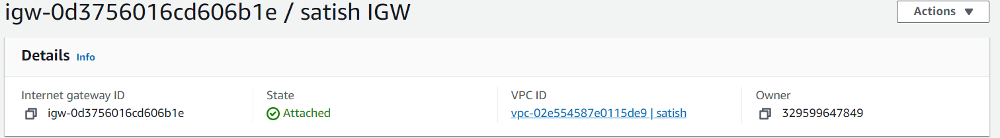 igw-0d3756016cd606b1e / satish IGW
Actions
Details Info
Internet gateway ID
igw-0d3756016cd606b1e
State
Attached
VPC ID
vpc-02e554587e0115de9 | satish
Owner
329599647849